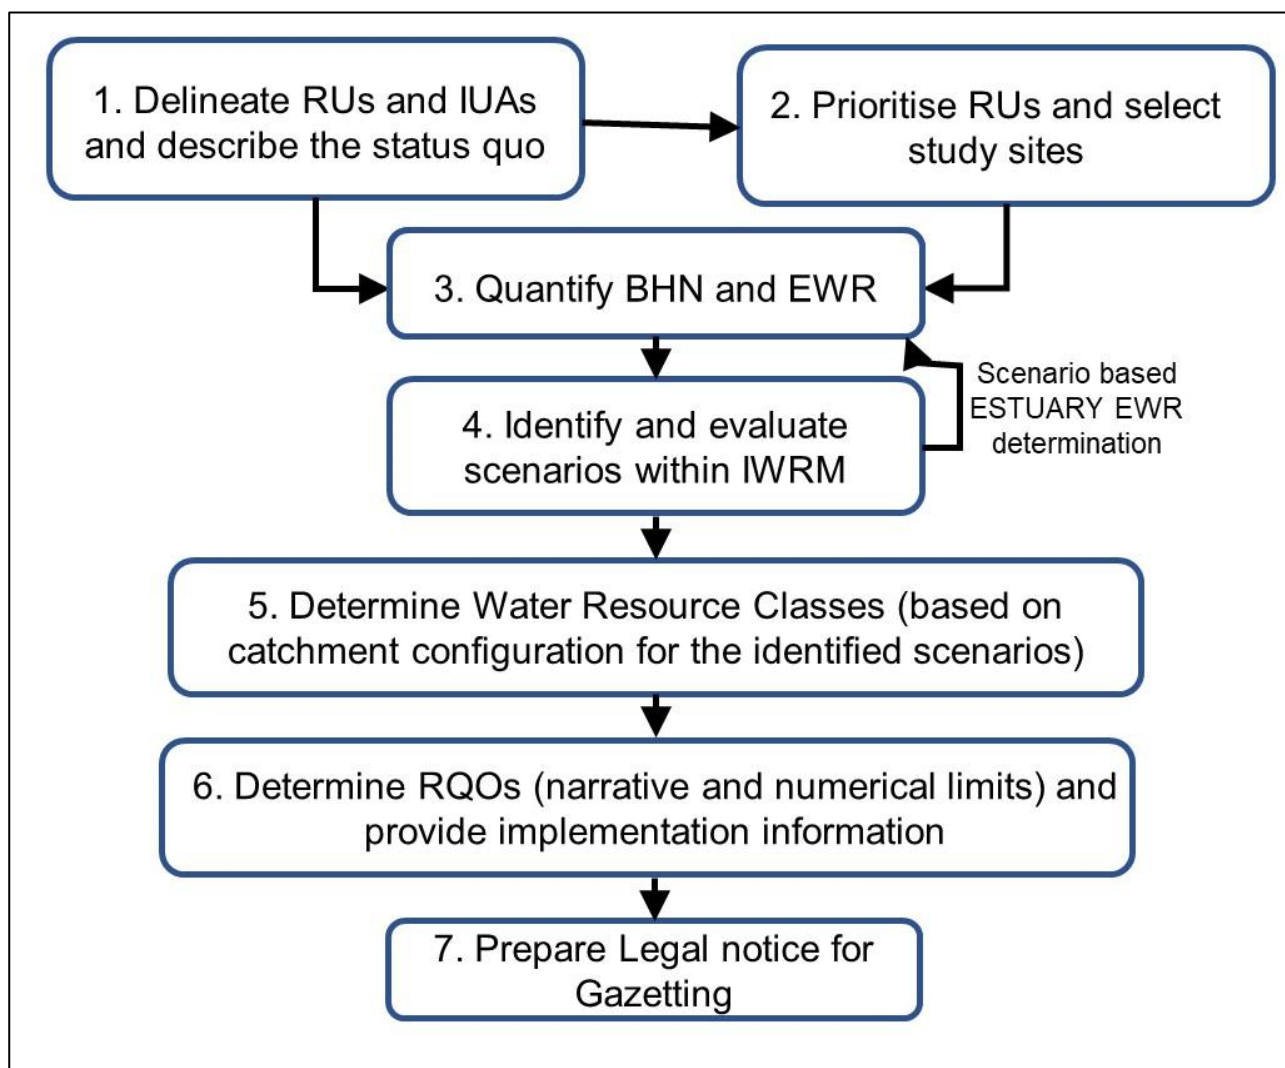 1. Delineate RUs and IUAs
and describe the status quo
2. Prioritise RUs and select
study sites
3. Quantify BHN and EWR
4. Identify and evaluate
scenarios within IWRM
Scenario based
ESTUARY EWR
determination
5. Determine Water Resource Classes (based on
catchment configuration for the identified scenarios)
6. Determine RQOs (narrative and numerical limits) and
provide implementation information
7. Prepare Legal notice for
Gazetting